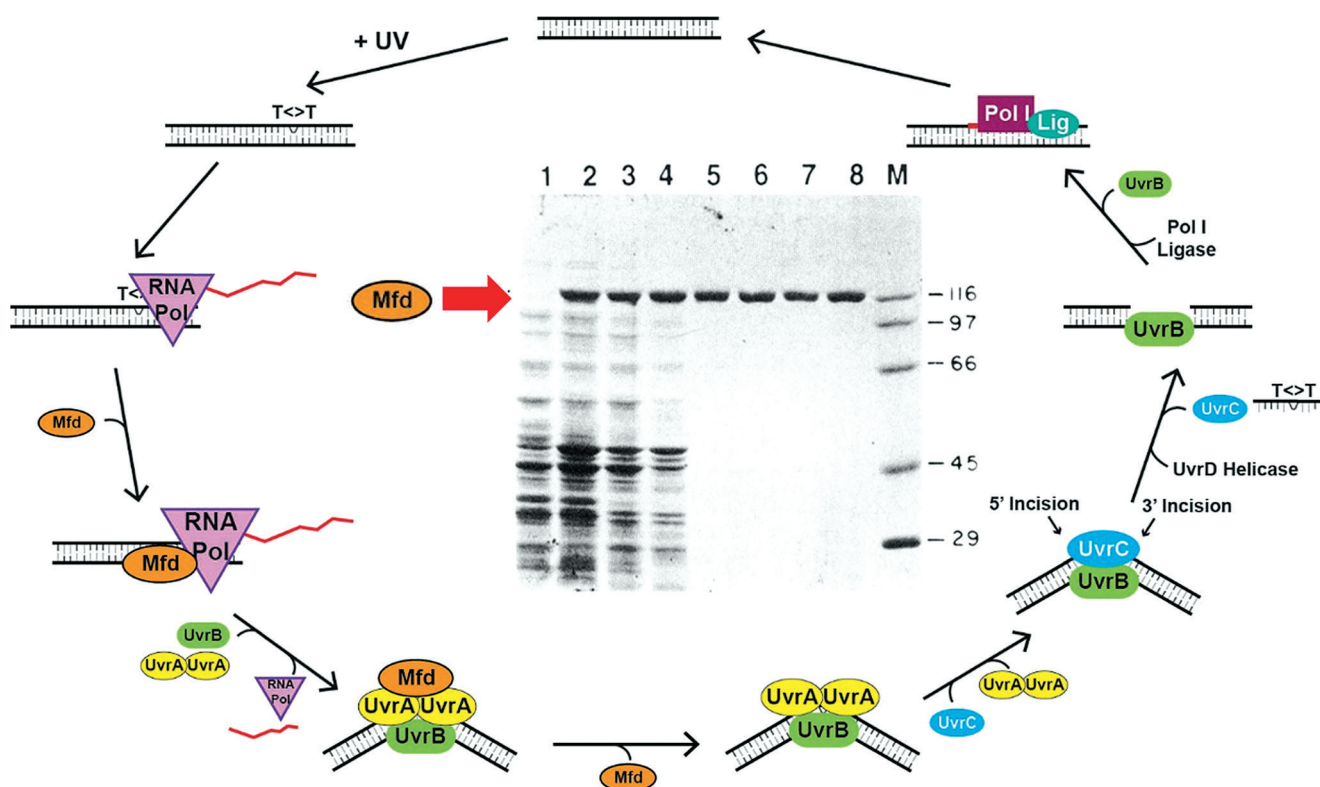 + UV
T<>T
RNA
Pol
Mfd
Mfd
RNA
Pol
Mfd
UvrB
UvrA UvrA
RNA
Pol
Mfd
UvrA UvrA
UvrB
Mfd
UvrA UvrA
UvrB
UvrC
UvrA UvrA
5' Incision
3' Incision
UvrC
UvrB
UvrD Helicase
UvrC
T<>T
UvrB
Pol I
Ligase
UvrB
Pol I
Lig
1 2 3 4 5 6 7 8 M
116
97
66
45
29